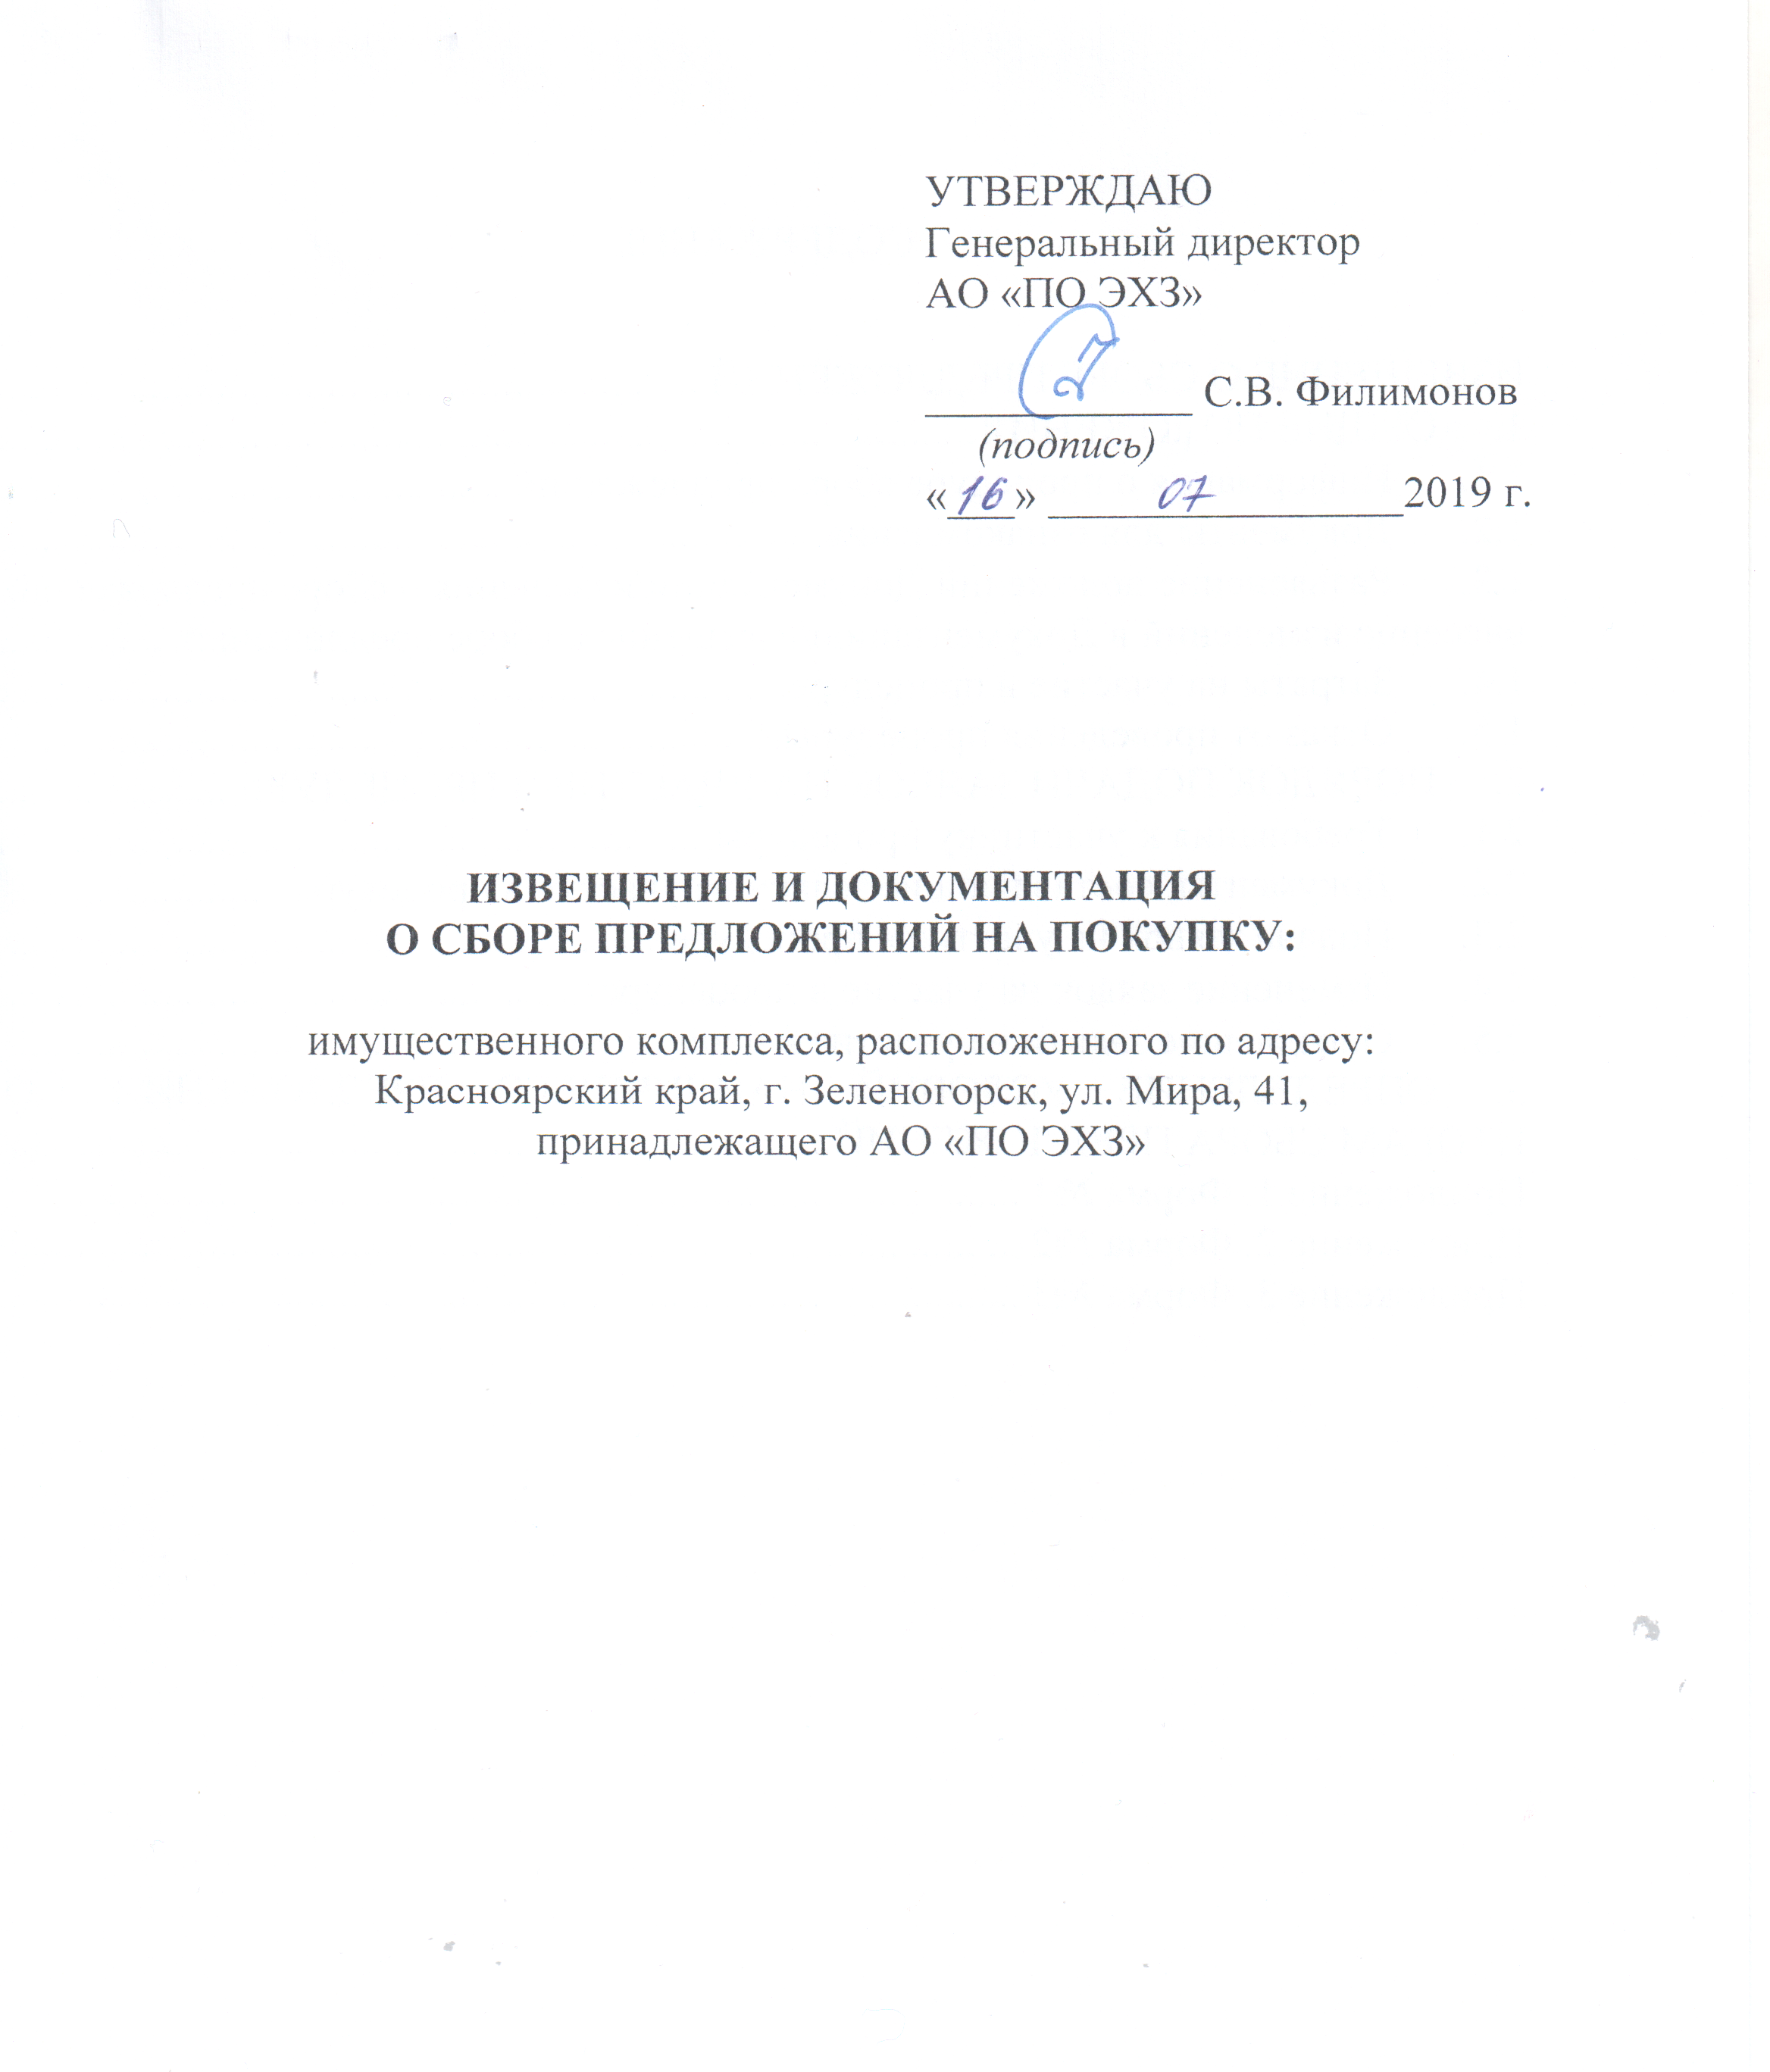 УТВЕРЖДАЮ
Генеральный директор
АО «ПО ЭХЗ»
______________ С.В. Филимонов
(подпись)
«16» 07 2019 г.
ИЗВЕЩЕНИЕ И ДОКУМЕНТАЦИЯ
О СБОРЕ ПРЕДЛОЖЕНИЙ НА ПОКУПКУ:
имущественного комплекса, расположенного по адресу:
Красноярский край, г. Зеленогорск, ул. Мира, 41,
принадлежащего АО «ПО ЭХЗ»